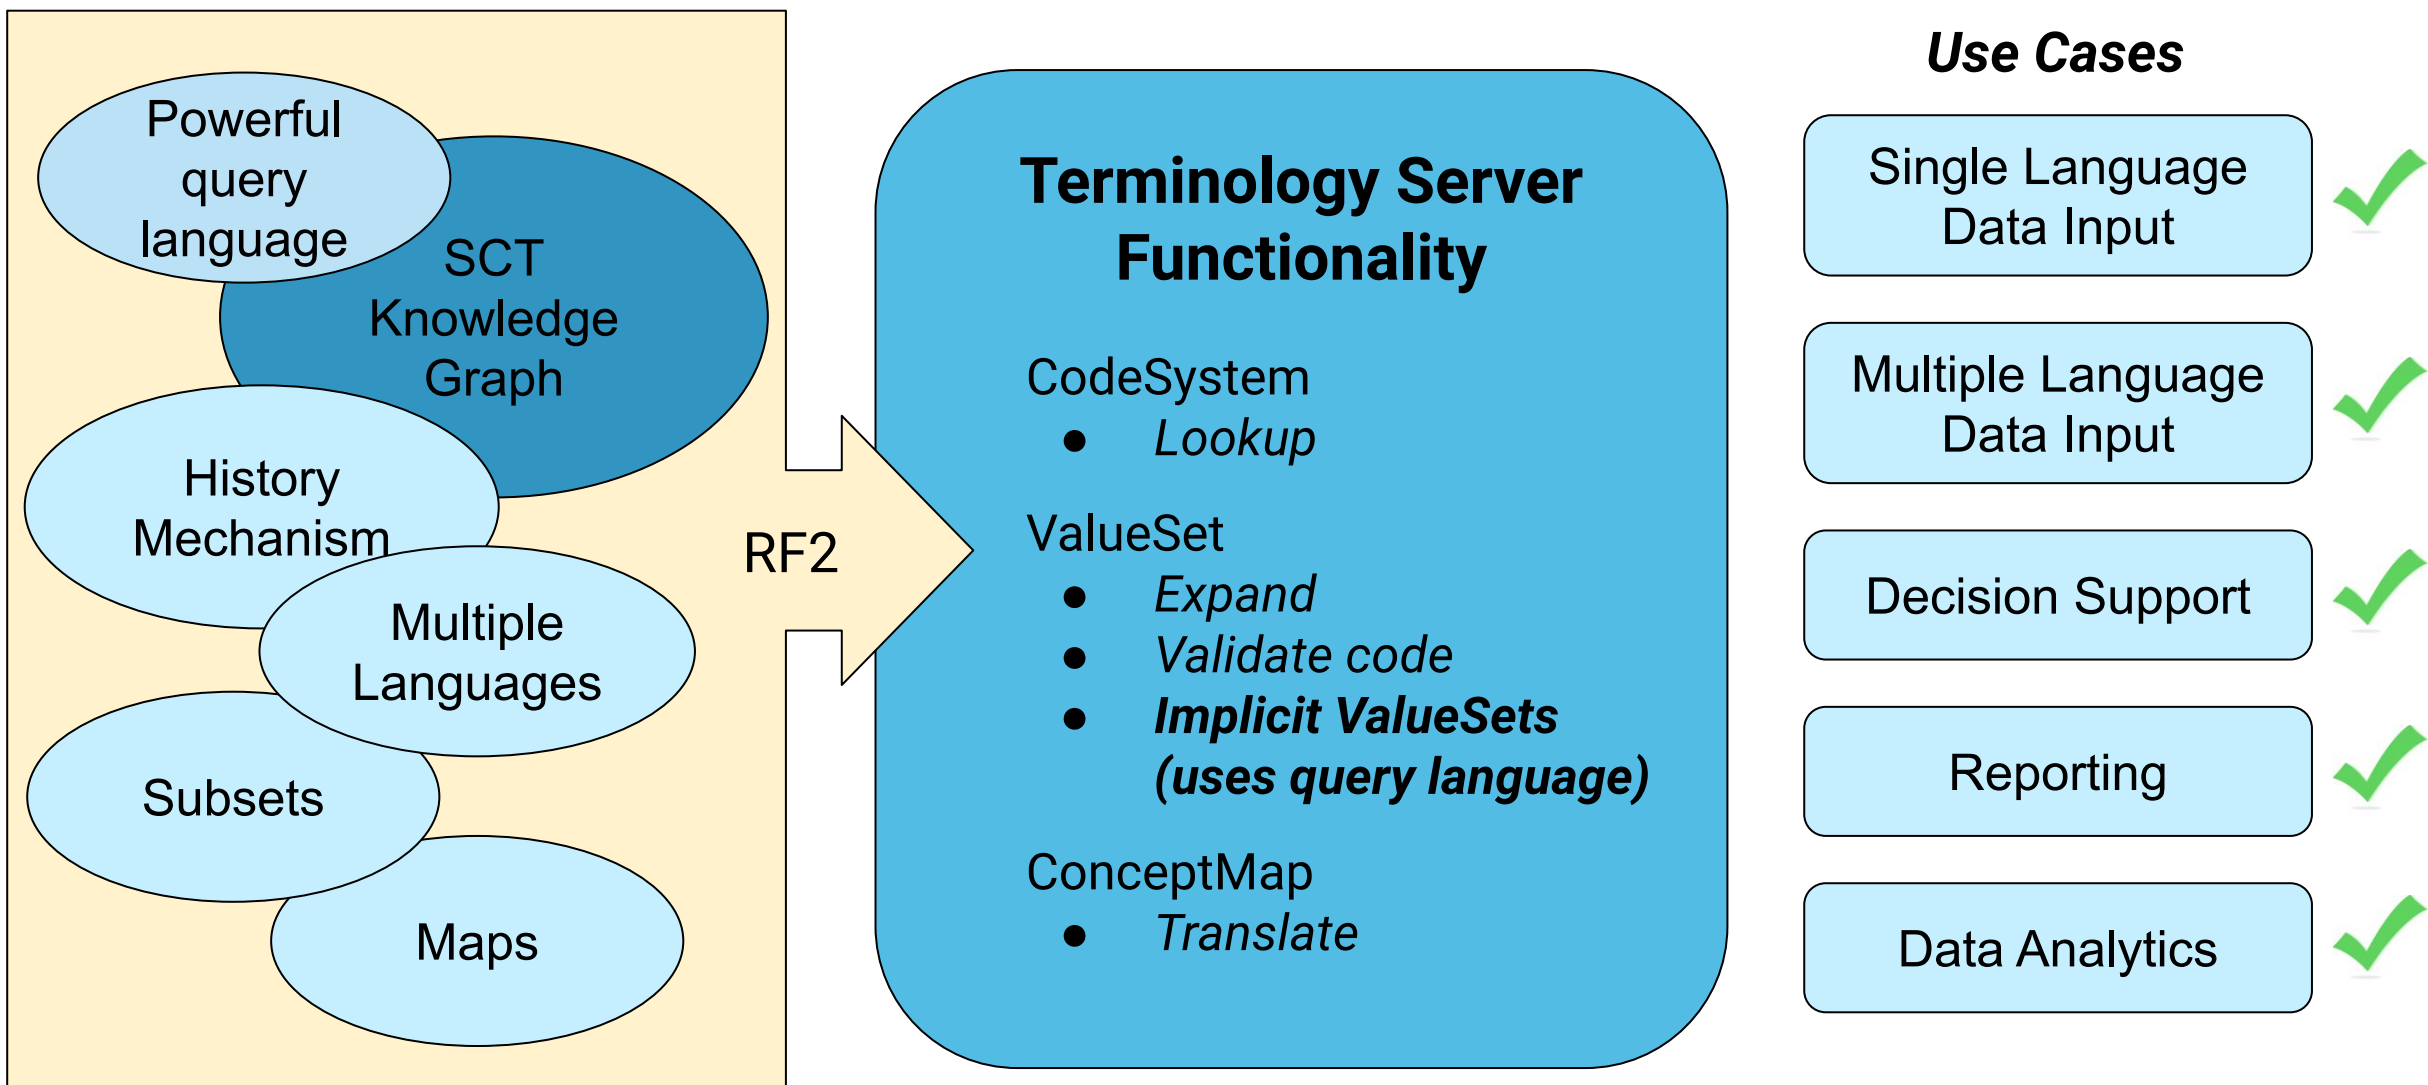 Powerful
query
language
SCT
Knowledge
Graph
History
Mechanism
Multiple
Languages
Subsets
Maps
RF2
Terminology Server
Functionality
CodeSystem
● Lookup
ValueSet
● Expand
● Validate code
● Implicit ValueSets
(uses query language)
ConceptMap
● Translate
Use Cases
Single Language
Data Input
Multiple Language
Data Input
Decision Support
Reporting
Data Analytics